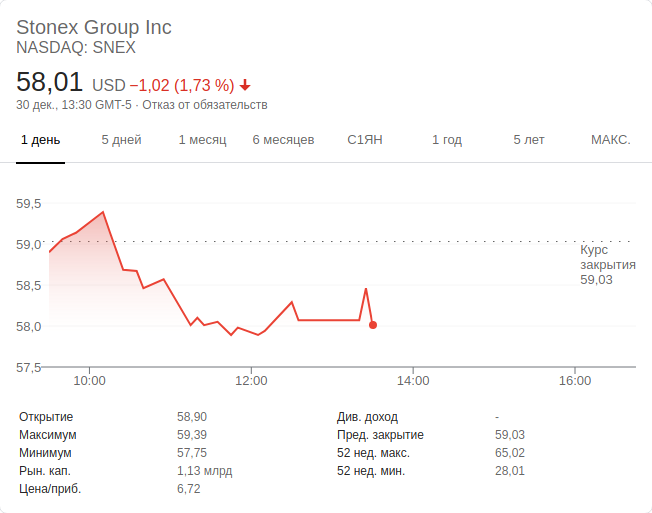 Stonex Group Inc
NASDAQ: SNEX
58,01 USD −1,02 (1,73 %)
30 дек., 13:30 GMT-5 · Отказ от обязательств
1 день 5 дней 1 месяц 6 месяцев С1ЯН 1 год 5 лет МАКС.
59,5
59,0
58,5
58,0
57,5
Курс
закрытия
59,03
10:00 12:00 14:00 16:00
Открытие 58,90 Див. доход -
Максимум 59,39 Пред. закрытие 59,03
Минимум 57,75 52 нед. макс. 65,02
Рын. кап. 1,13 млрд 52 нед. мин. 28,01
Цена/приб. 6,72